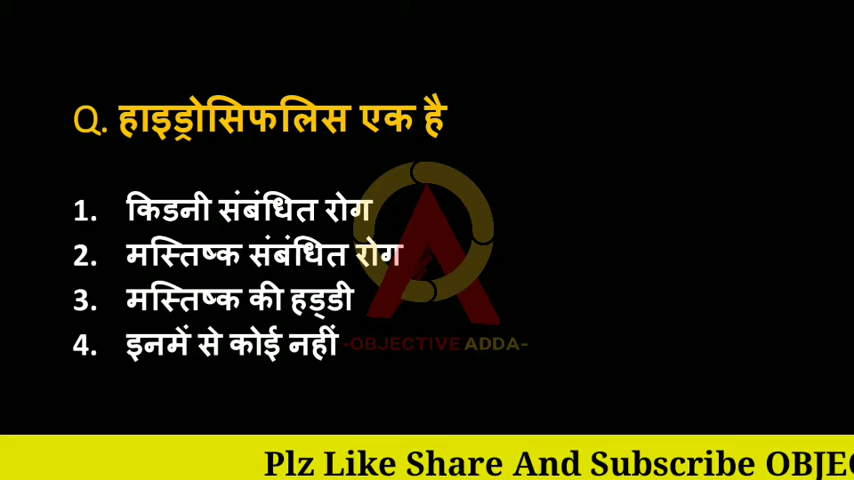 Q. हाइड्रोसिफलिस एक है
1. किडनी संबंधित रोग
2. मस्तिष्क संबंधित रोग
3. मस्तिष्क की हड्डी
4. इनमें से कोई नहीं
-OBJECTIVE ADDA-
Plz Like Share And Subscribe OBJEC